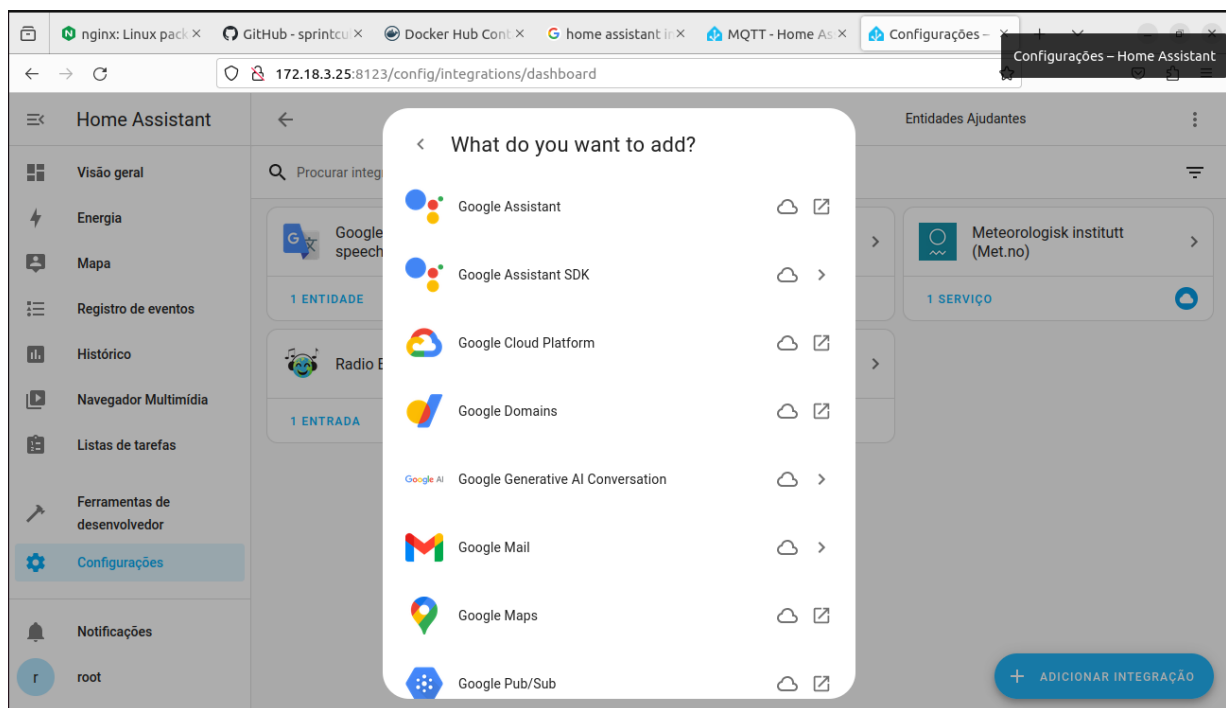 nginx: Linux pack
GitHub - sprintcu
Docker Hub Cont
home assistant in
MQTT - Home As
Configurações –
Configurações – Home Assistant
172.18.3.25:8123/config/integrations/dashboard
Home Assistant
Visão geral
Energia
Mapa
Registro de eventos
Histórico
Navegador Multimídia
Listas de tarefas
Ferramentas de
desenvolvedor
Configurações
Notificações
r
root
Entidades Ajudantes
Procurar integ
Google
speech
1 ENTIDADE
Radio B
1 ENTRADA
Meteorologisk institutt
(Met.no)
1 SERVIÇO
What do you want to add?
Google Assistant
Google Assistant SDK
Google Cloud Platform
Google Domains
Google AI
Google Generative AI Conversation
Google Mail
Google Maps
Google Pub/Sub
ADICIONAR INTEGRAÇÃO